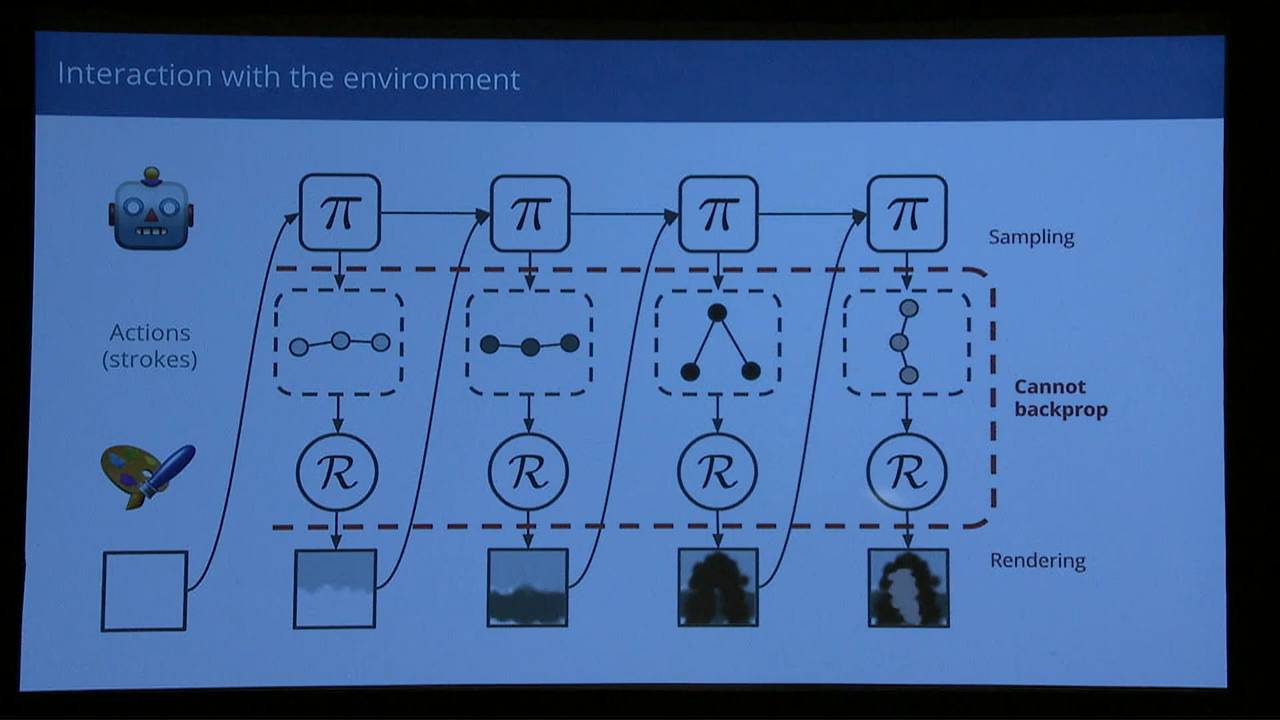 Interaction with the environment
π π π π
Sampling
Actions
(strokes)
Cannot
backprop
R R R R
Rendering